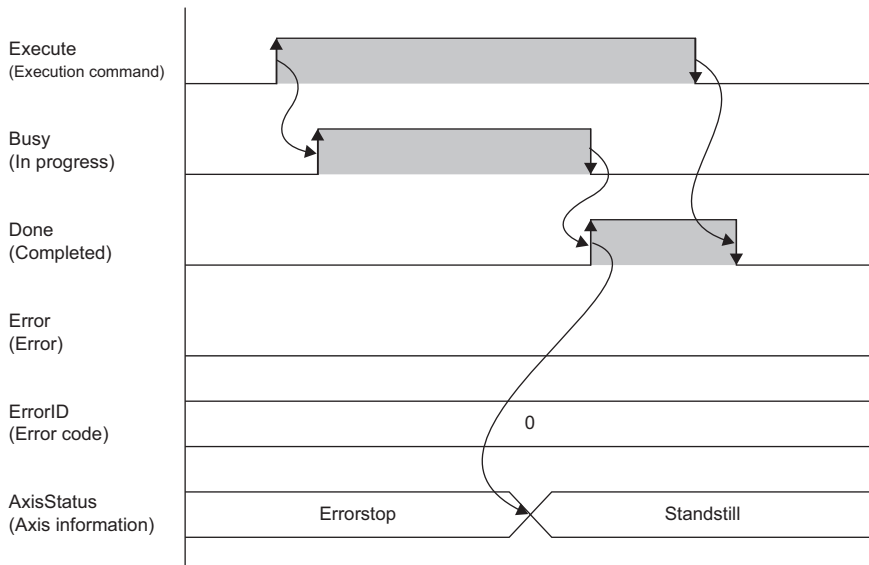 Execute
(Execution command)
Busy
(In progress)
Done
(Completed)
Error
(Error)
ErrorID
(Error code)
0
AxisStatus
(Axis information)
Errorstop
Standstill